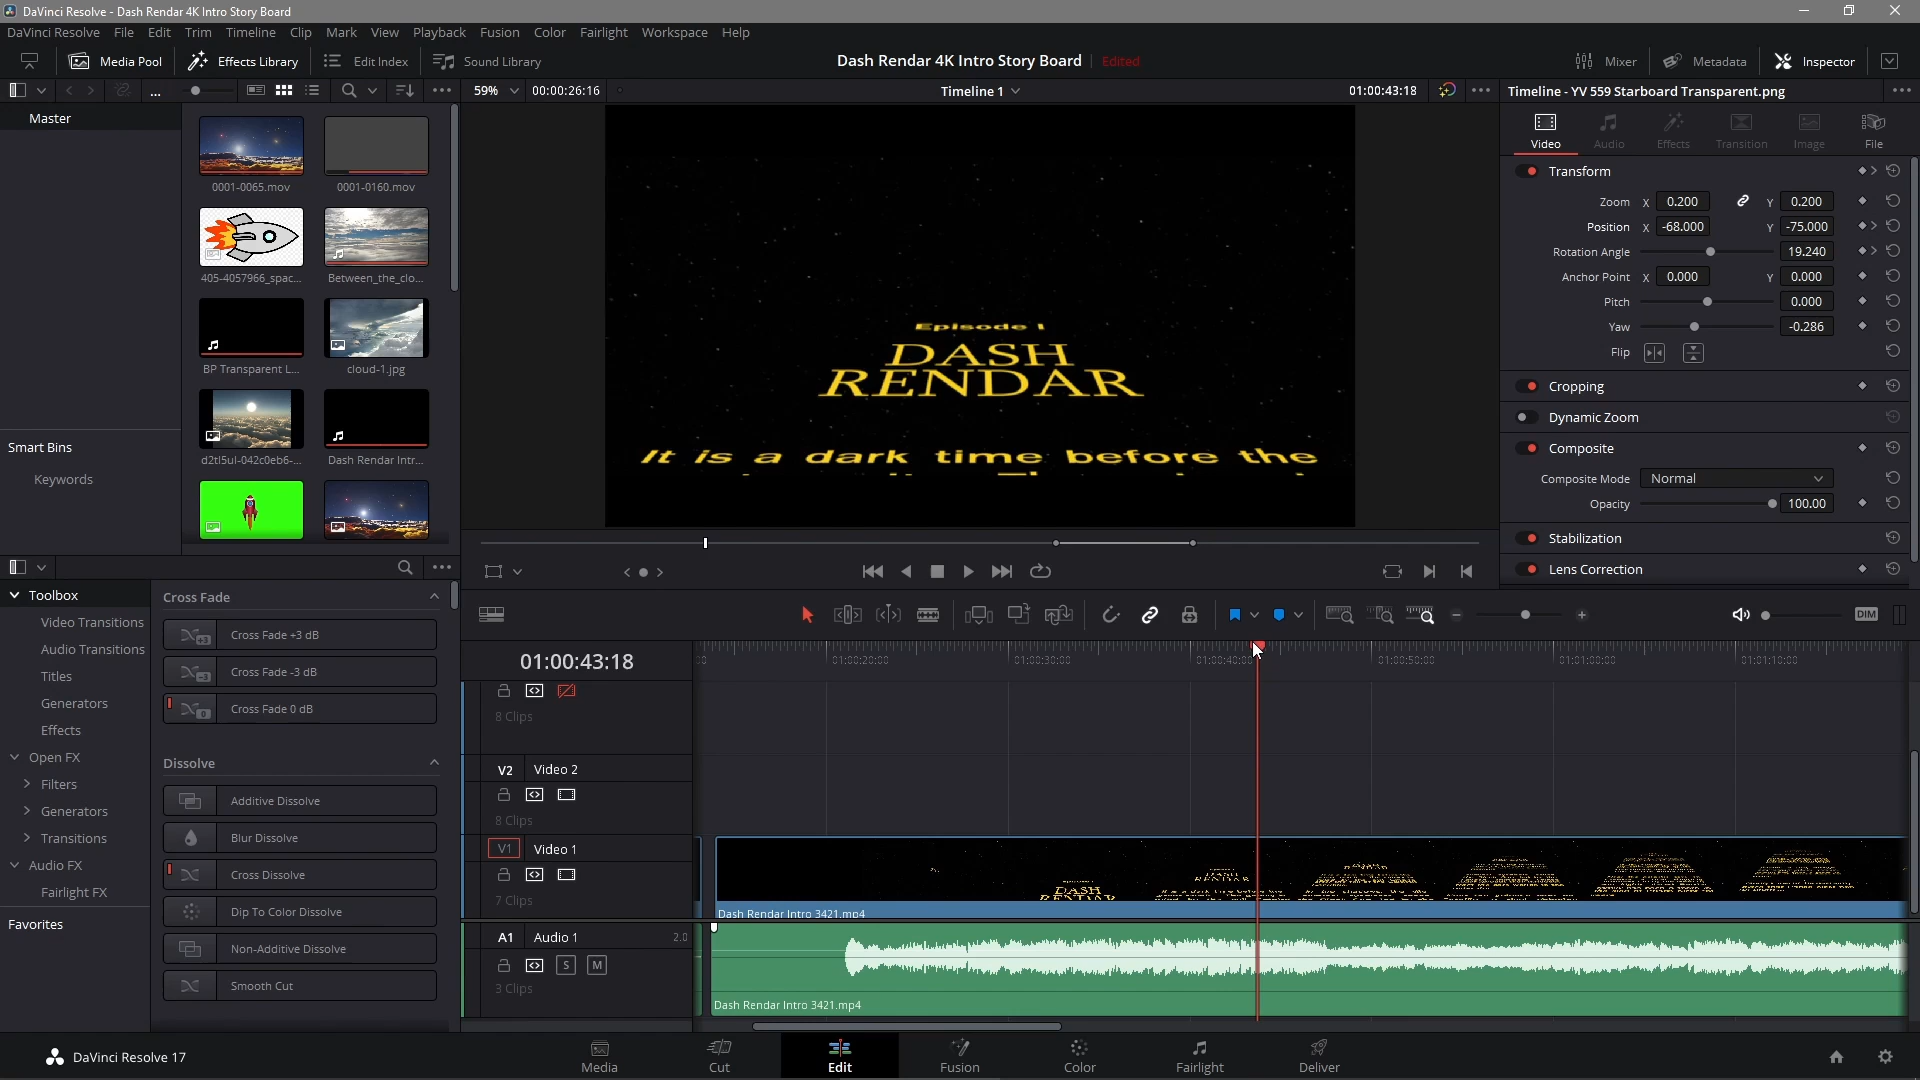 DaVinci Resolve - Dash Rendar 4K Intro Story Board
DaVinci Resolve File Edit Trim Timeline Clip Mark View Playback Fusion Color Fairlight Workspace Help
Media Pool Effects Library Edit Index Sound Library
Dash Rendar 4K Intro Story Board Edited
Mixer Metadata Inspector
59% 00:00:26:16 Timeline 1 01:00:43:18
Timeline - YV 559 Starboard Transparent.png
Master
0001-0065.mov 0001-0160.mov
405-4057966_spac... Between_the_clo...
BP Transparent L... cloud-1.jpg
d2tl5ul-042c0eb6-... Dash Rendar Intr...
Smart Bins
Keywords
Episode I
DASH
RENDAR
It is a dark time before the
Video Audio Effects Transition Image File
Transform
Zoom X 0.200 Y 0.200
Position X -68.000 Y -75.000
Rotation Angle 19.240
Anchor Point X 0.000 Y 0.000
Pitch 0.000
Yaw -0.286
Flip
Cropping
Dynamic Zoom
Composite
Composite Mode Normal
Opacity 100.00
Stabilization
Lens Correction
Toolbox
Video Transitions
Audio Transitions
Titles
Generators
Effects
Open FX
Filters
Generators
Transitions
Audio FX
Fairlight FX
Favorites
Cross Fade
+3 Cross Fade +3 dB
-3 Cross Fade -3 dB
0 Cross Fade 0 dB
Dissolve
Additive Dissolve
Blur Dissolve
Cross Dissolve
Dip To Color Dissolve
Non-Additive Dissolve
Smooth Cut
DIM
01:00:43:18
01:00:20:00 01:00:30:00 01:00:40:00 01:00:50:00 01:01:00:00 01:01:10:00
8 Clips
V2 Video 2
8 Clips
V1 Video 1
7 Clips
Dash Rendar Intro 3421.mp4
A1 Audio 1 2.0
S M
3 Clips
Dash Rendar Intro 3421.mp4
DaVinci Resolve 17
Media Cut Edit Fusion Color Fairlight Deliver